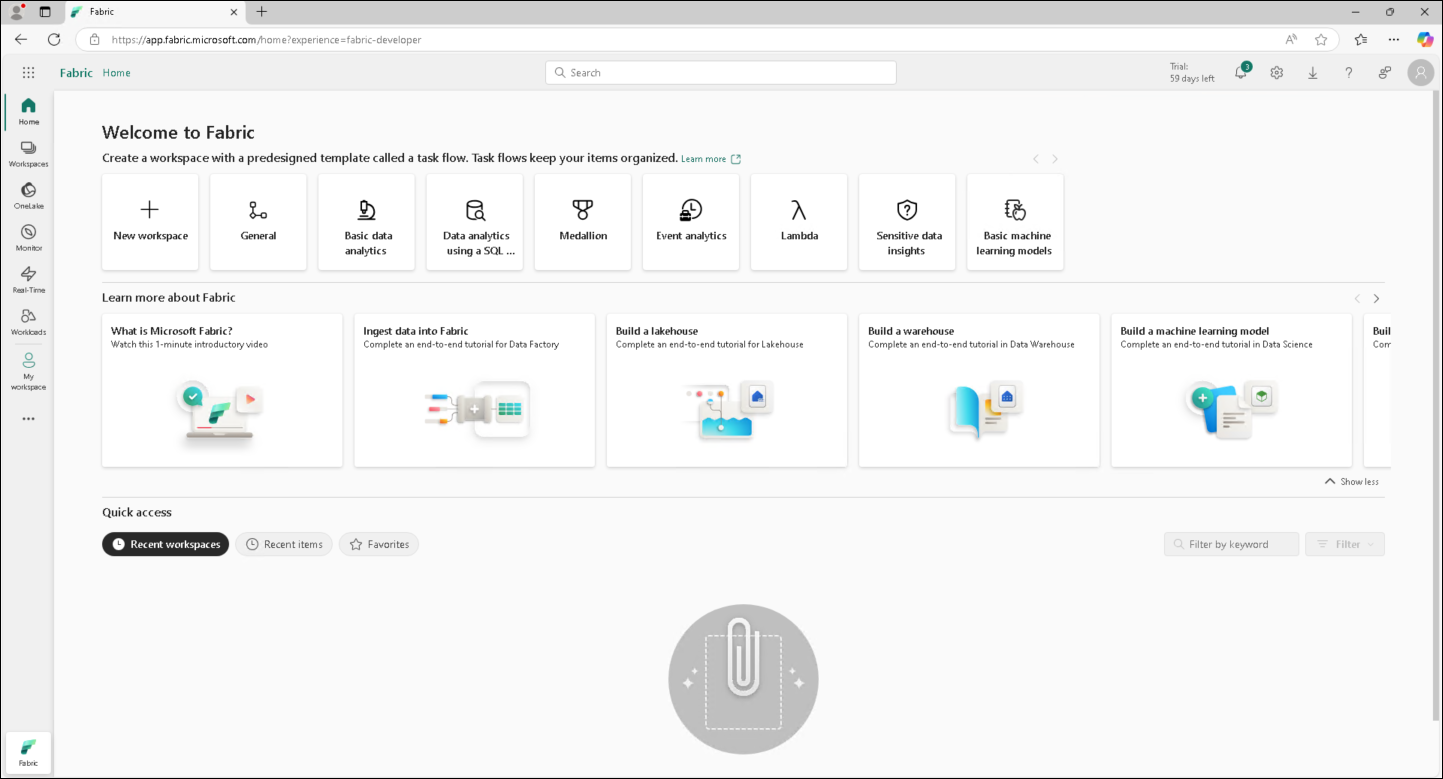 Fabric
https://app.fabric.microsoft.com/home?experience=fabric-developer
Fabric Home
Search
Trial:
59 days left
3
Home
Workspaces
OneLake
Monitor
Real-Time
Workloads
My
workspace
Fabric
Welcome to Fabric
Create a workspace with a predesigned template called a task flow. Task flows keep your items organized. Learn more
New workspace
General
Basic data
analytics
Data analytics
using a SQL ...
Medallion
Event analytics
Lambda
Sensitive data
insights
Basic machine
learning models
Learn more about Fabric
What is Microsoft Fabric?
Watch this 1-minute introductory video
Ingest data into Fabric
Complete an end-to-end tutorial for Data Factory
Build a lakehouse
Complete an end-to-end tutorial for Lakehouse
Build a warehouse
Complete an end-to-end tutorial in Data Warehouse
Build a machine learning model
Complete an end-to-end tutorial in Data Science
Buil
Com
Show less
Quick access
Recent workspaces
Recent items
Favorites
Filter by keyword
Filter